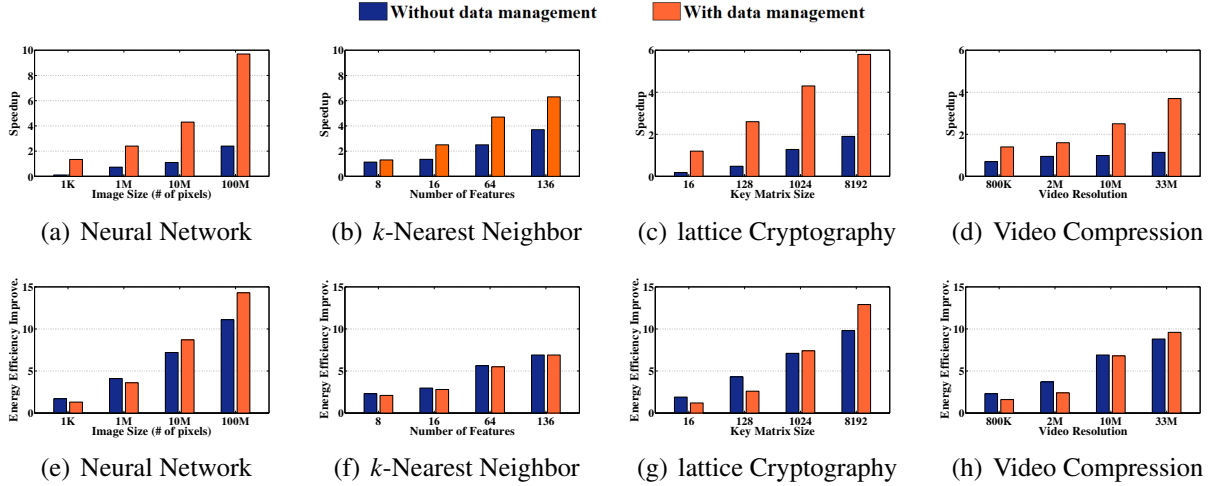 Without data management With data management
Speedup
10
8
6
4
2
0
1K 1M 10M 100M
Image Size (# of pixels)
(a) Neural Network
Speedup
10
8
6
4
2
0
8 16 64 136
Number of Features
(b) k-Nearest Neighbor
Speedup
6
4
2
0
16 128 1024 8192
Key Matrix Size
(c) lattice Cryptography
Speedup
6
4
2
0
800K 2M 10M 33M
Video Resolution
(d) Video Compression
Energy Efficiency Improve.
15
10
5
0
1K 1M 10M 100M
Image Size (# of pixels)
(e) Neural Network
Energy Efficiency Improve.
15
10
5
0
8 16 64 136
Number of Features
(f) k-Nearest Neighbor
Energy Efficiency Improve.
15
10
5
0
16 128 1024 8192
Key Matrix Size
(g) lattice Cryptography
Energy Efficiency Improve.
15
10
5
0
800K 2M 10M 33M
Video Resolution
(h) Video Compression